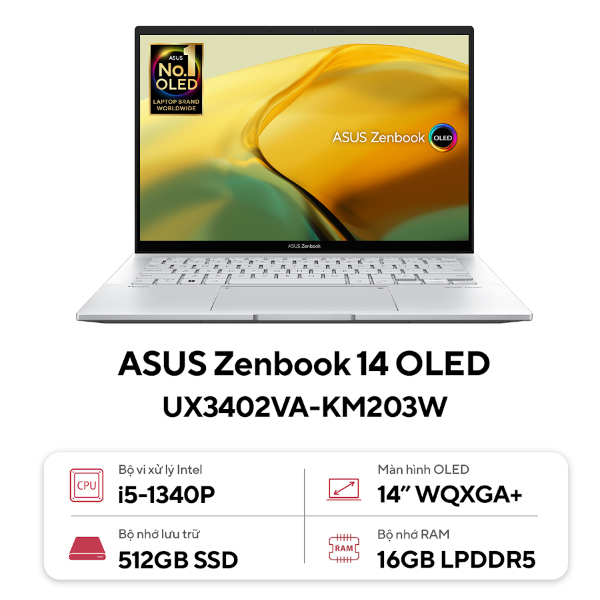 ASUS
No.1
OLED
LAPTOP BRAND
WORLDWIDE
ASUS Zenbook OLED
ASUS Zenbook
ASUS Zenbook 14 OLED
UX3402VA-KM203W
CPU
Bộ vi xử lý Intel
i5-1340P
Màn hình OLED
14” WQXGA+
Bộ nhớ lưu trữ
512GB SSD
RAM
Bộ nhớ RAM
16GB LPDDR5